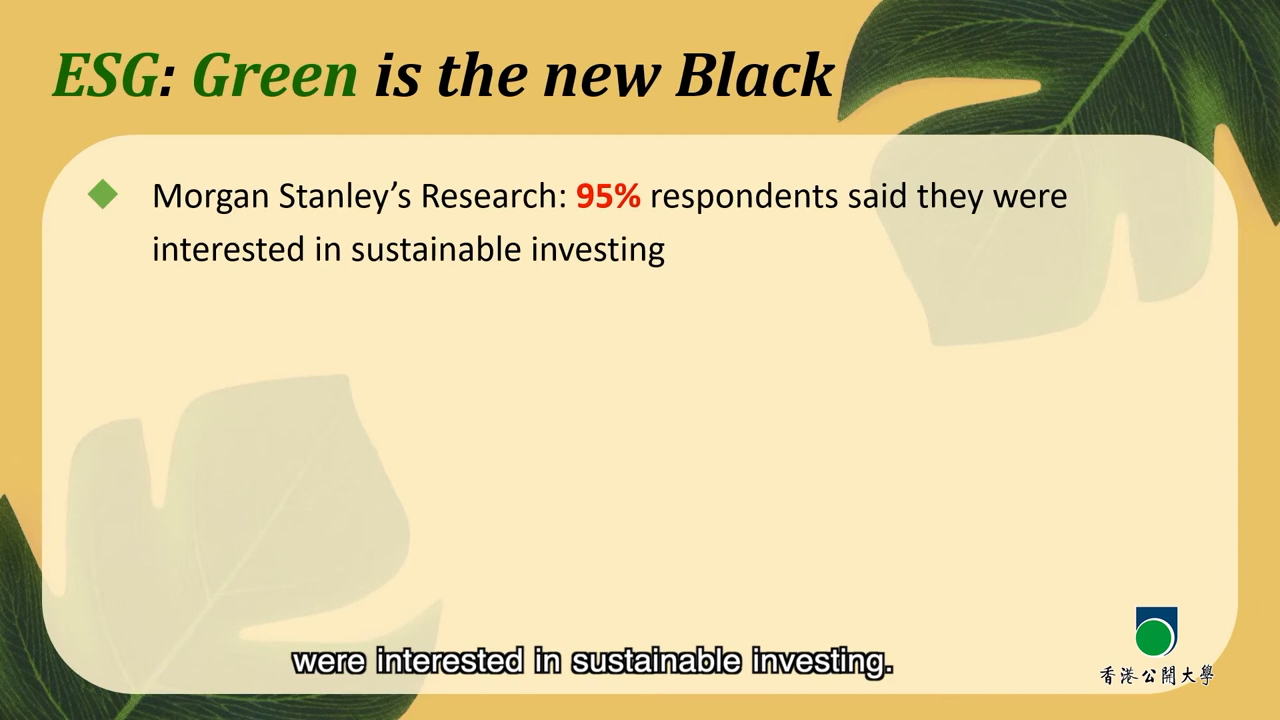 ESG: Green is the new Black
Morgan Stanley’s Research: 95% respondents said they were
interested in sustainable investing
were interested in sustainable investing.
香港公開大學